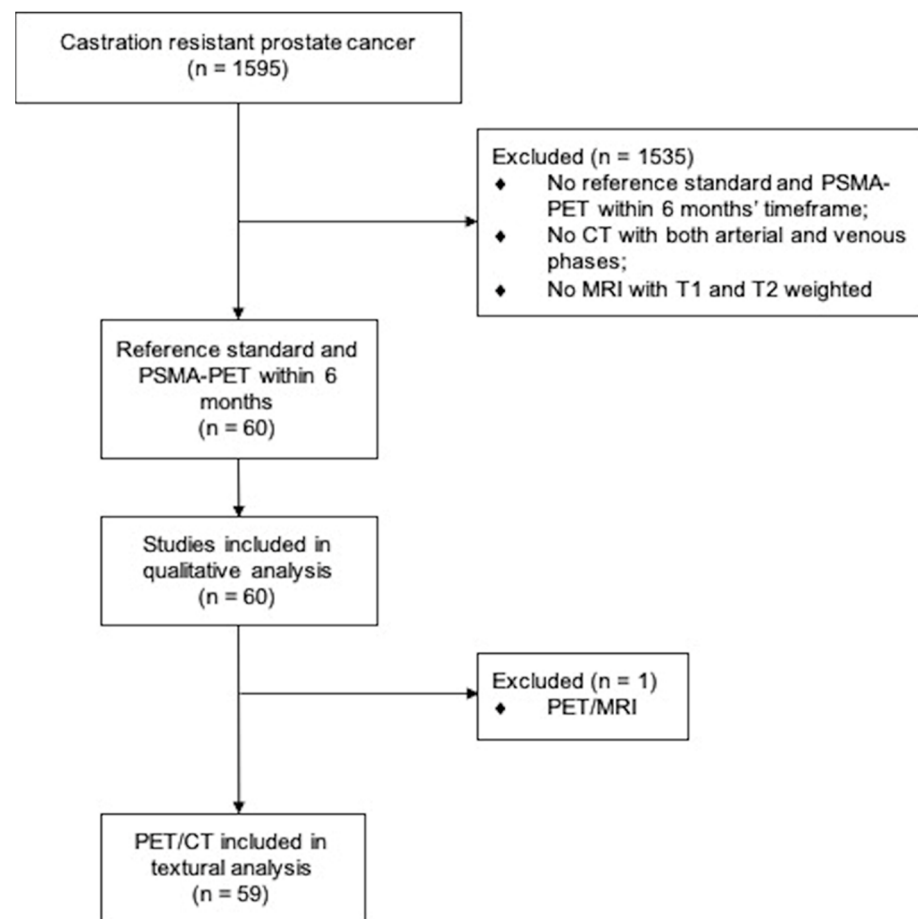 Castration resistant prostate cancer
(n = 1595)
Excluded (n = 1535)
♦ No reference standard and PSMA-
PET within 6 months' timeframe;
♦ No CT with both arterial and venous
phases;
♦ No MRI with T1 and T2 weighted
Reference standard and
PSMA-PET within 6
months
(n = 60)
Studies included in
qualitative analysis
(n = 60)
Excluded (n = 1)
♦ PET/MRI
PET/CT included in
textural analysis
(n = 59)